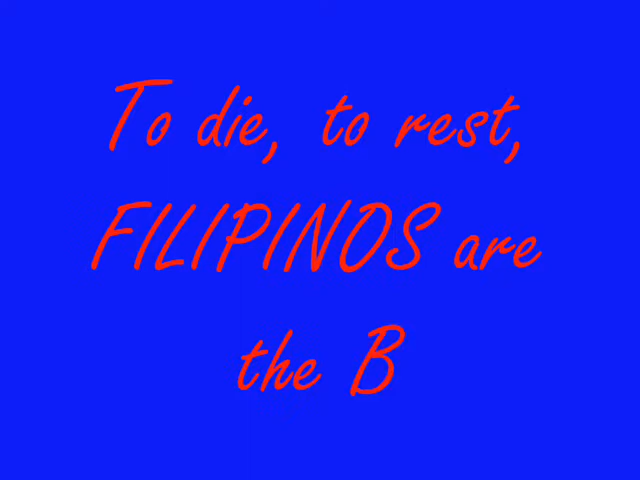 To die, to rest,
FILIPINOS are
the B